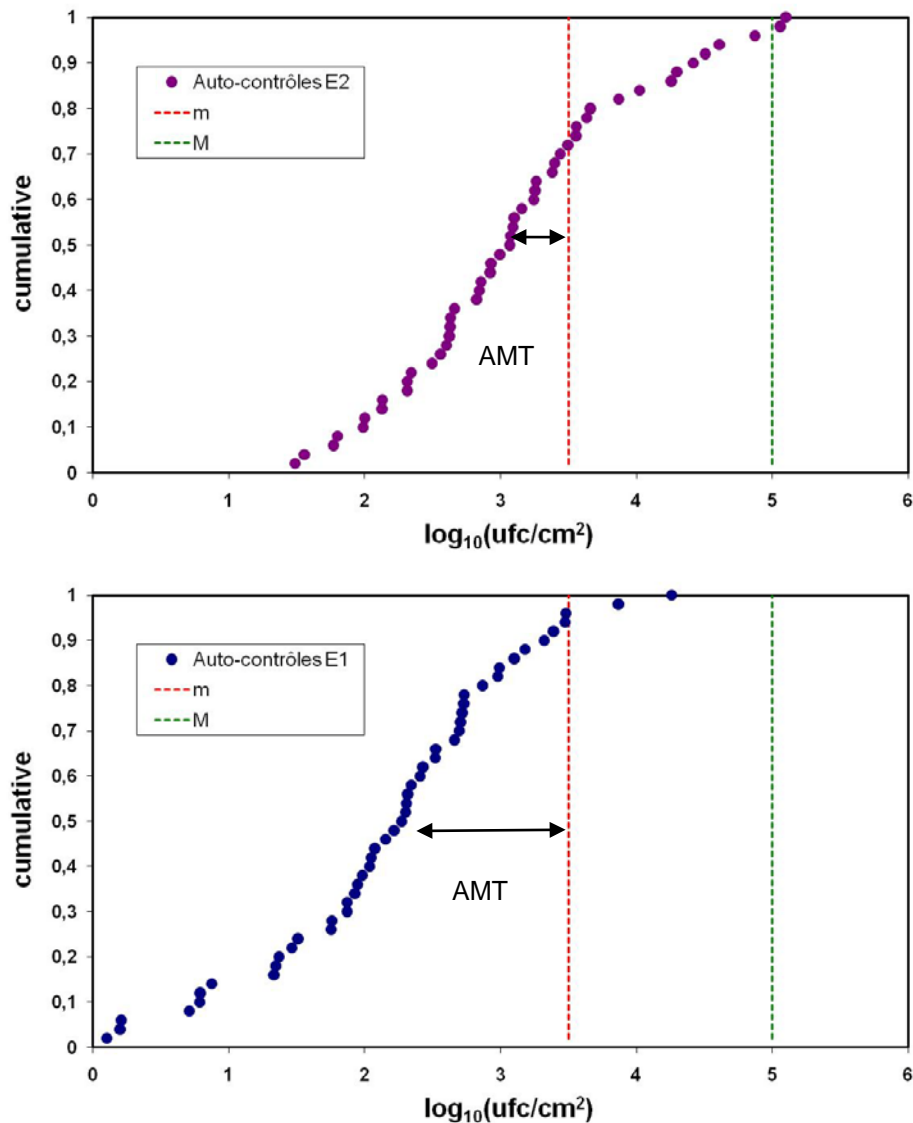 1
0,9
0,8
0,7
0,6
0,5
0,4
0,3
0,2
0,1
0
cumulative
Auto-contrôles E2
m
M
AMT
0 1 2 3 4 5 6
log₁₀(ufc/cm²)
1
0,9
0,8
0,7
0,6
0,5
0,4
0,3
0,2
0,1
0
cumulative
Auto-contrôles E1
m
M
AMT
0 1 2 3 4 5 6
log₁₀(ufc/cm²)